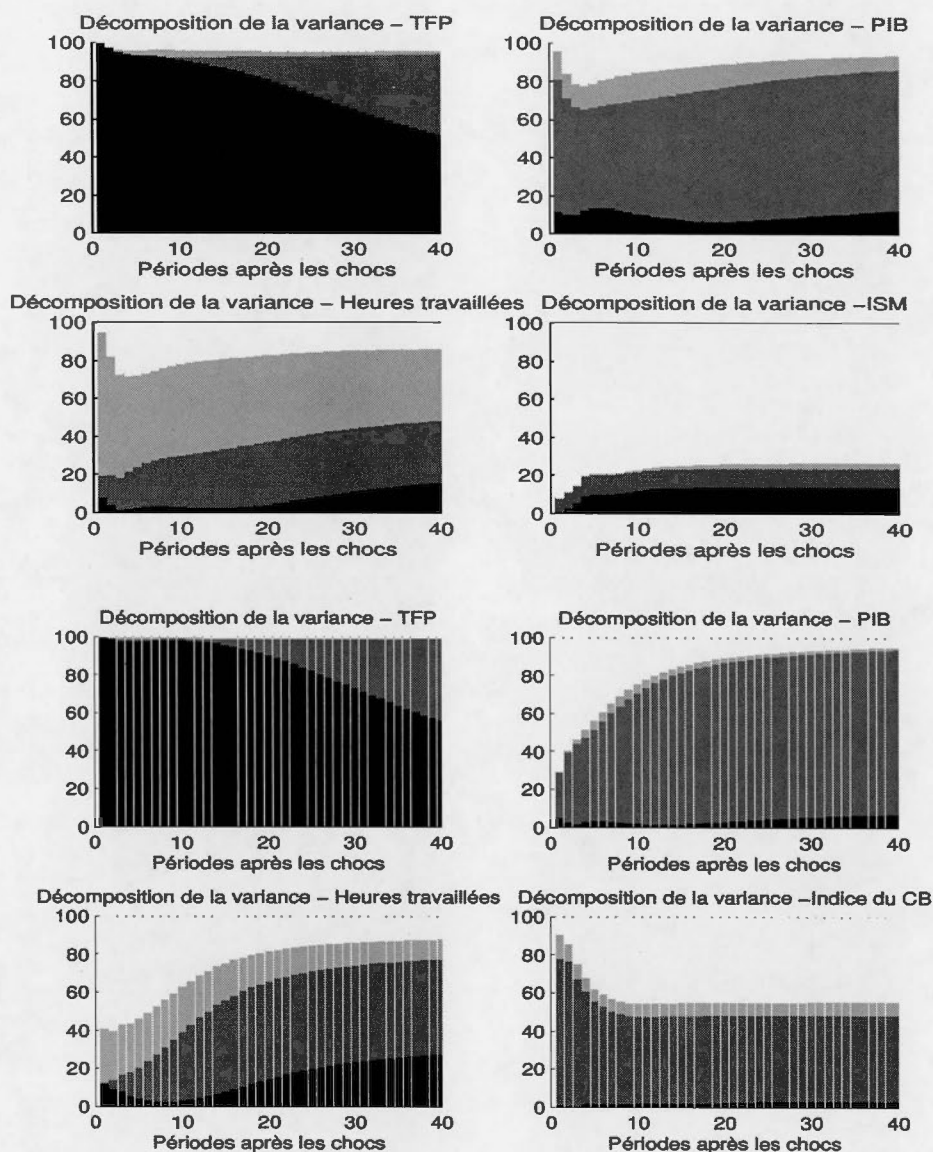 Décomposition de la variance – TFP
100
80
60
40
20
0
0 10 20 30 40
Périodes après les chocs
Décomposition de la variance – PIB
100
80
60
40
20
0
0 10 20 30 40
Périodes après les chocs
Décomposition de la variance – Heures travaillées
100
80
60
40
20
0
0 10 20 30 40
Périodes après les chocs
Décomposition de la variance –ISM
100
80
60
40
20
0
0 10 20 30 40
Périodes après les chocs
Décomposition de la variance – TFP
100
80
60
40
20
0
0 10 20 30 40
Périodes après les chocs
Décomposition de la variance – PIB
100
80
60
40
20
0
0 10 20 30 40
Périodes après les chocs
Décomposition de la variance – Heures travaillées
100
80
60
40
20
0
0 10 20 30 40
Périodes après les chocs
Décomposition de la variance –Indice du CB
100
80
60
40
20
0
0 10 20 30 40
Périodes après les chocs